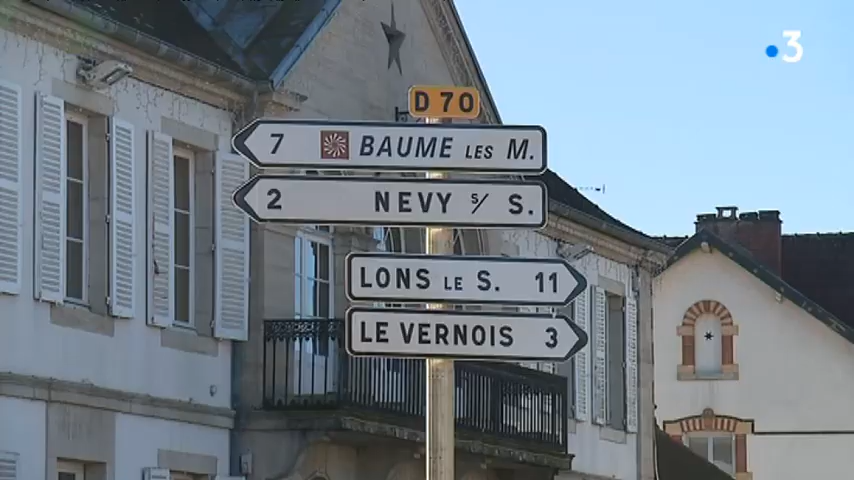 3
D 70
7 BAUME LES M.
2 NEVY S/ S.
LONS LE S. 11
LE VERNOIS 3